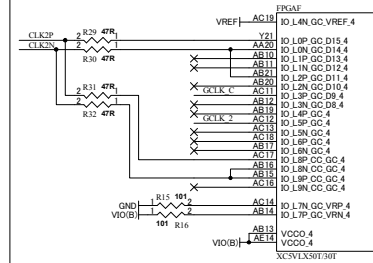 FPGAF
VREF AC19 IO_L4N_GC_VREF_4
CLK2P 2 R29 47R 1 Y21 IO_L0P_GC_D15_4
CLK2N 2 1 AA20 IO_L0N_GC_D14_4
R30 47R AB10 IO_L1P_GC_D13_4
AB11 IO_L1N_GC_D12_4
AB21 IO_L2P_GC_D11_4
R31 47R AB20 IO_L2N_GC_D10_4
2 1 GCLK_C AC11 IO_L3P_GC_D9_4
2 1 AB12 IO_L3N_GC_D8_4
R32 47R AB19 IO_L4P_GC_4
GCLK_2 AC12 IO_L5P_GC_4
AC13 IO_L5N_GC_4
AC18 IO_L6P_GC_4
IO_L6N_GC_4
AC17 IO_L8P_CC_GC_4
AB16 IO_L8N_CC_GC_4
AB15 IO_L9P_CC_GC_4
AC16 IO_L9N_CC_GC_4
R15 101
GND 1 2 AC14 IO_L7N_GC_VRP_4
VIO(B) 1 2 AB14 IO_L7P_GC_VRN_4
101 R16
AB13 VCCO_4
VIO(B) AE14 VCCO_4
XC5VLX50T/30T